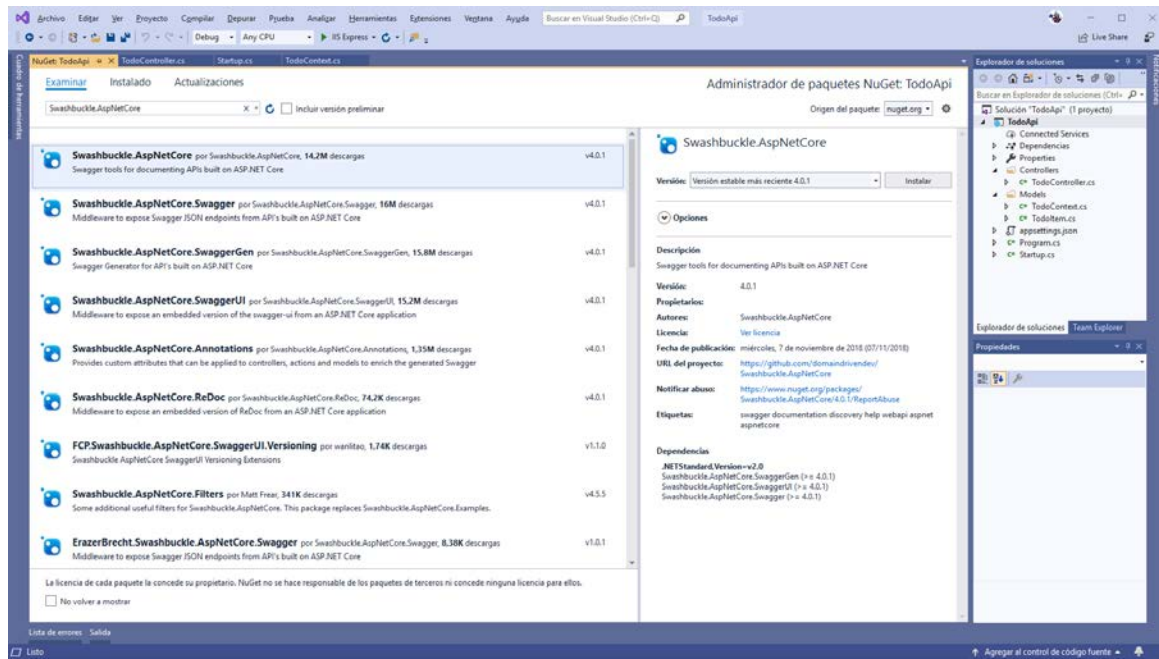 Archivo Editar Ver Proyecto Compilar Depurar Prueba Analizar Herramientas Extensiones Ventana Ayuda Buscar en Visual Studio (Ctrl+Q) TodoApi
Debug Any CPU IIS Express Live Share
Cuadro de herramientas
NuGet: TodoApi TodoController.cs Startup.cs TodoContext.cs
Examinar Instalado Actualizaciones
Administrador de paquetes NuGet: TodoApi
Swashbuckle.AspNetCore Incluir versión preliminar
Origen del paquete: nuget.org
Swashbuckle.AspNetCore por Swashbuckle.AspNetCore, 14,2M descargas v4.0.1
Swagger tools for documenting APIs built on ASP.NET Core
Swashbuckle.AspNetCore.Swagger por Swashbuckle.AspNetCore.Swagger, 16M descargas v4.0.1
Middleware to expose Swagger JSON endpoints from API's built on ASP.NET Core
Swashbuckle.AspNetCore.SwaggerGen por Swashbuckle.AspNetCore.SwaggerGen, 15,8M descargas v4.0.1
Swagger Generator for API's built on ASP.NET Core
Swashbuckle.AspNetCore.SwaggerUI por Swashbuckle.AspNetCore.SwaggerUI, 15,2M descargas v4.0.1
Middleware to expose an embedded version of the swagger-ui from an ASP.NET Core application
Swashbuckle.AspNetCore.Annotations por Swashbuckle.AspNetCore.Annotations, 1,35M descargas v4.0.1
Provides custom attributes that can be applied to controllers, actions and models to enrich the generated Swagger
Swashbuckle.AspNetCore.ReDoc por Swashbuckle.AspNetCore.ReDoc, 74,2K descargas v4.0.1
Middleware to expose an embedded version of ReDoc from an ASP.NET Core application
FCP.Swashbuckle.AspNetCore.SwaggerUI.Versioning por wanlitao, 1,74K descargas v1.1.0
Swashbuckle AspNetCore SwaggerUI Versioning Extensions
Swashbuckle.AspNetCore.Filters por Matt Frear, 341K descargas v4.5.5
Some additional useful filters for Swashbuckle.AspNetCore. This package replaces Swashbuckle.AspNetCore.Examples.
ErazerBrecht.Swashbuckle.AspNetCore.Swagger por Swashbuckle.AspNetCore.Swagger, 8,38K descargas v1.0.1
Middleware to expose Swagger JSON endpoints from API's built on ASP.NET Core
La licencia de cada paquete la concede su propietario. NuGet no se hace responsable de los paquetes de terceros ni concede ninguna licencia para ellos.
No volver a mostrar
Swashbuckle.AspNetCore
Versión: Versión estable más reciente 4.0.1 Instalar
Opciones
Descripción
Swagger tools for documenting APIs built on ASP.NET Core
Versión: 4.0.1
Propietarios:
Autores: Swashbuckle.AspNetCore
Licencia: Ver licencia
Fecha de publicación: miércoles, 7 de noviembre de 2018 (07/11/2018)
URL del proyecto: https://github.com/domaindrivendev/
Swashbuckle.AspNetCore
Notificar abuso: https://www.nuget.org/packages/
Swashbuckle.AspNetCore/4.0.1/ReportAbuse
Etiquetas: swagger documentation discovery help webapi aspnet
aspnetcore
Dependencias
.NETStandard,Version=v2.0
Swashbuckle.AspNetCore.SwaggerGen (>= 4.0.1)
Swashbuckle.AspNetCore.SwaggerUI (>= 4.0.1)
Swashbuckle.AspNetCore.Swagger (>= 4.0.1)
Explorador de soluciones
Buscar en Explorador de soluciones (Ctrl+
Solución "TodoApi" (1 proyecto)
TodoApi
Connected Services
Dependencias
Properties
Controllers
C# TodoController.cs
Models
C# TodoContext.cs
C# TodoItem.cs
appsettings.json
C# Program.cs
C# Startup.cs
Explorador de soluciones Team Explorer
Propiedades
Notificaciones
Lista de errores Salida
Listo Agregar al control de código fuente